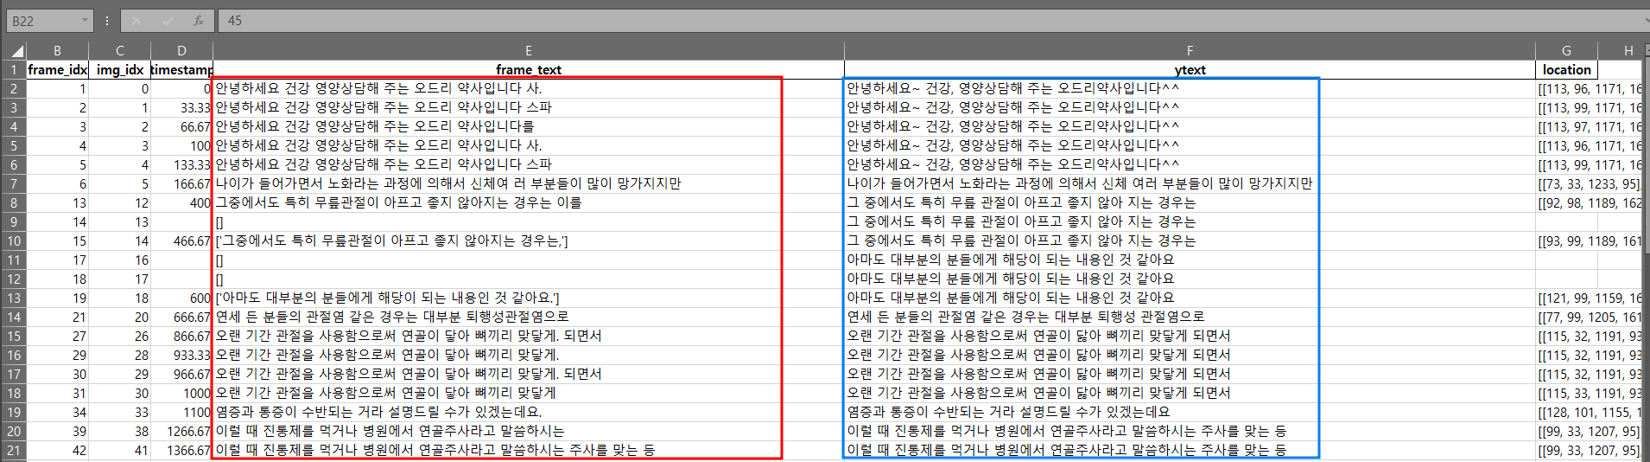 B22 fx 45
B C D E F G H
1 frame_idx img_idx timestamp frame_text ytext location
2 1 0 0 안녕하세요 건강 영양상담해 주는 오드리 약사입니다 사. 안녕하세요~ 건강, 영양상담해 주는 오드리약사입니다^^ [[113, 96, 1171, 16
3 2 1 33.33 안녕하세요 건강 영양상담해 주는 오드리 약사입니다 스파 안녕하세요~ 건강, 영양상담해 주는 오드리약사입니다^^ [[113, 99, 1171, 16
4 3 2 66.67 안녕하세요 건강 영양상담해 주는 오드리 약사입니다를 안녕하세요~ 건강, 영양상담해 주는 오드리약사입니다^^ [[113, 97, 1171, 16
5 4 3 100 안녕하세요 건강 영양상담해 주는 오드리 약사입니다 사. 안녕하세요~ 건강, 영양상담해 주는 오드리약사입니다^^ [[113, 96, 1171, 16
6 5 4 133.33 안녕하세요 건강 영양상담해 주는 오드리 약사입니다 스파 안녕하세요~ 건강, 영양상담해 주는 오드리약사입니다^^ [[113, 99, 1171, 16
7 6 5 166.67 나이가 들어가면서 노화라는 과정에 의해서 신체여 러 부분들이 많이 망가지지만 나이가 들어가면서 노화라는 과정에 의해서 신체 여러 부분들이 많이 망가지지만 [[73, 33, 1233, 95]
8 13 12 400 그중에서도 특히 무릎관절이 아프고 좋지 않아지는 경우는 이를 그 중에서도 특히 무릎 관절이 아프고 좋지 않아 지는 경우는 [[92, 98, 1189, 162
9 14 13 [] 그 중에서도 특히 무릎 관절이 아프고 좋지 않아 지는 경우는
10 15 14 466.67 ['그중에서도 특히 무릎관절이 아프고 좋지 않아지는 경우는,'] 그 중에서도 특히 무릎 관절이 아프고 좋지 않아 지는 경우는 [[93, 99, 1189, 161
11 17 16 [] 아마도 대부분의 분들에게 해당이 되는 내용인 것 같아요
12 18 17 [] 아마도 대부분의 분들에게 해당이 되는 내용인 것 같아요
13 19 18 600 ['아마도 대부분의 분들에게 해당이 되는 내용인 것 같아요.'] 아마도 대부분의 분들에게 해당이 되는 내용인 것 같아요 [[121, 99, 1159, 16
14 21 20 666.67 연세 든 분들의 관절염 같은 경우는 대부분 퇴행성관절염으로 연세 든 분들의 관절염 같은 경우는 대부분 퇴행성 관절염으로 [[77, 99, 1205, 161
15 27 26 866.67 오랜 기간 관절을 사용함으로써 연골이 닿아 뼈끼리 맞닿게. 되면서 오랜 기간 관절을 사용함으로써 연골이 닳아 뼈끼리 맞닿게 되면서 [[115, 32, 1191, 93
16 29 28 933.33 오랜 기간 관절을 사용함으로써 연골이 닿아 뼈끼리 맞닿게. 오랜 기간 관절을 사용함으로써 연골이 닳아 뼈끼리 맞닿게 되면서 [[115, 32, 1191, 93
17 30 29 966.67 오랜 기간 관절을 사용함으로써 연골이 닿아 뼈끼리 맞닿게. 되면서 오랜 기간 관절을 사용함으로써 연골이 닳아 뼈끼리 맞닿게 되면서 [[115, 32, 1191, 93
18 31 30 1000 오랜 기간 관절을 사용함으로써 연골이 닿아 뼈끼리 맞닿게 오랜 기간 관절을 사용함으로써 연골이 닳아 뼈끼리 맞닿게 되면서 [[115, 33, 1191, 93
19 34 33 1100 염증과 통증이 수반되는 거라 설명드릴 수가 있겠는데요. 염증과 통증이 수반되는 거라 설명드릴 수가 있겠는데요 [[128, 101, 1155, 1
20 39 38 1266.67 이럴 때 진통제를 먹거나 병원에서 연골주사라고 말씀하시는 이럴 때 진통제를 먹거나 병원에서 연골주사라고 말씀하시는 주사를 맞는 등 [[99, 33, 1207, 95]
21 42 41 1366.67 이럴 때 진통제를 먹거나 병원에서 연골주사라고 말씀하시는 주사를 맞는 등 이럴 때 진통제를 먹거나 병원에서 연골주사라고 말씀하시는 주사를 맞는 등 [[99, 33, 1207, 95]